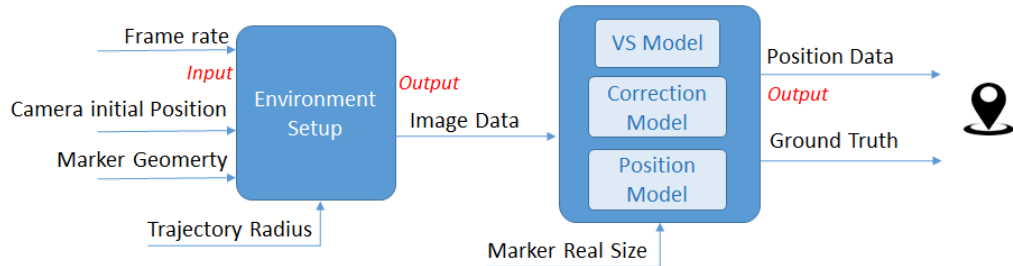 Frame rate
Input
Camera initial Position
Marker Geomerty
Trajectory Radius
Environment
Setup
Output
Image Data
VS Model
Correction
Model
Position
Model
Marker Real Size
Position Data
Output
Ground Truth